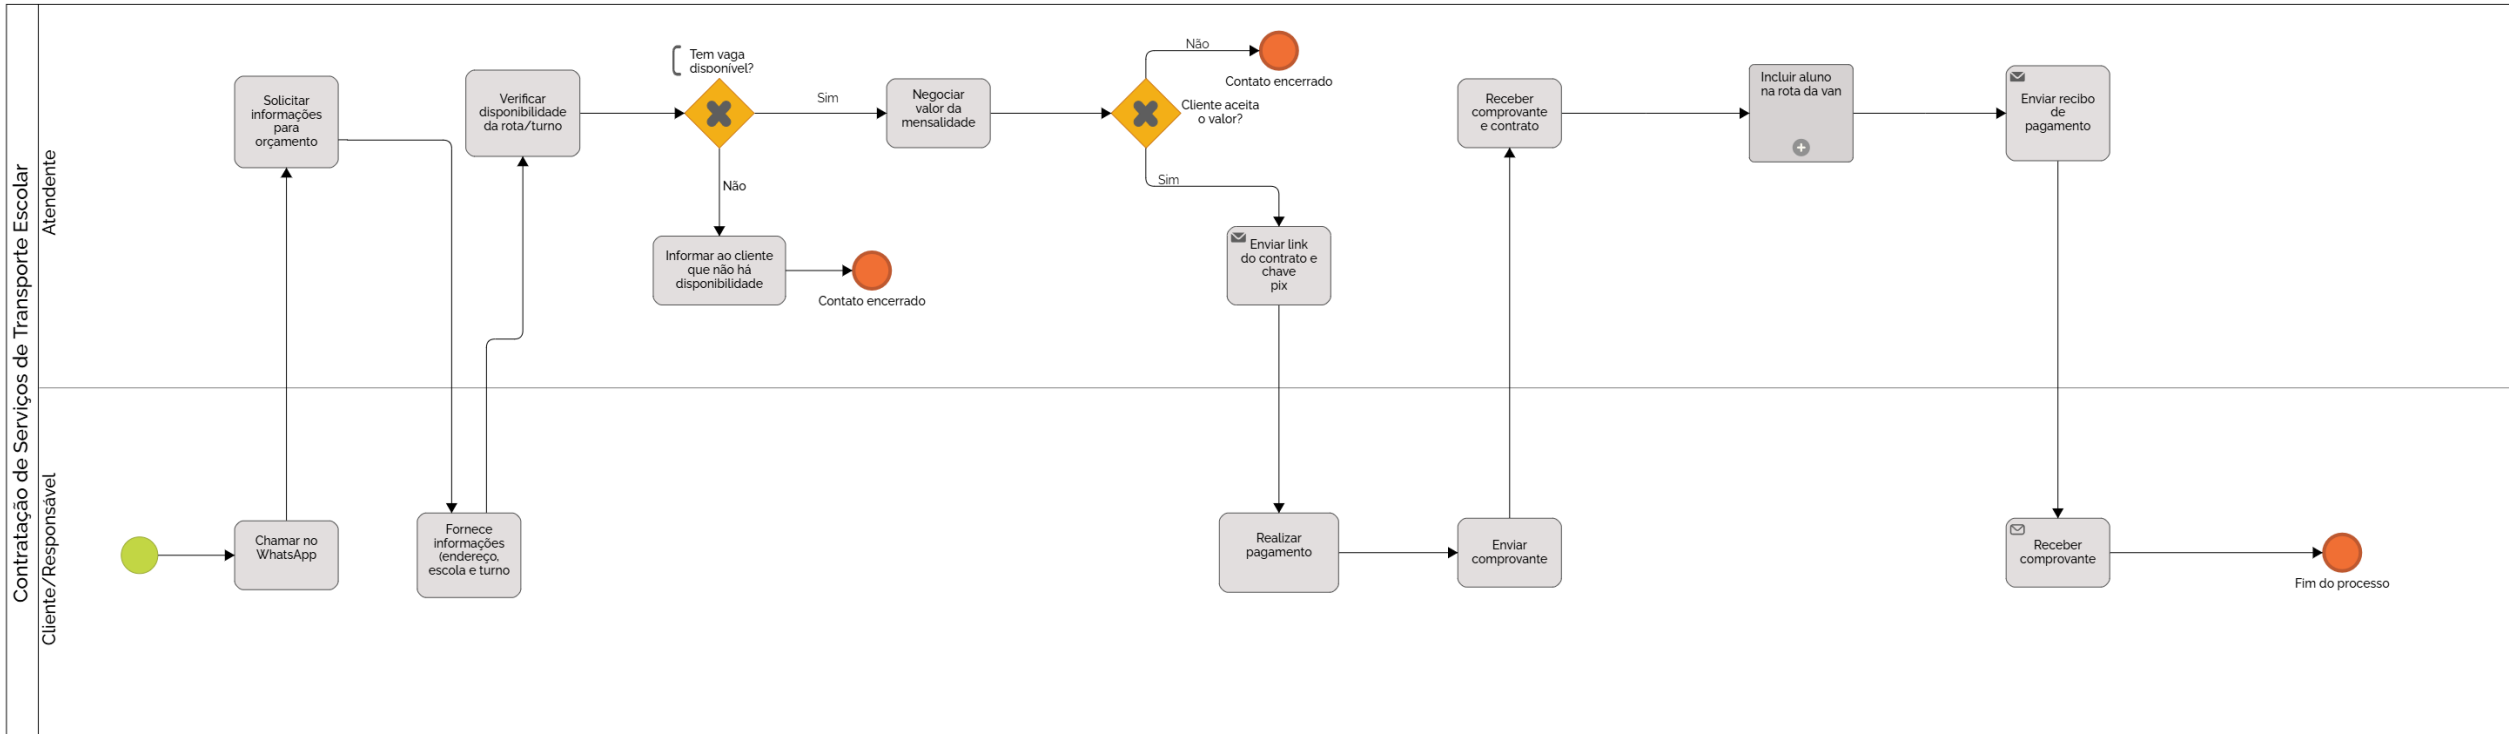 Contratação de Serviços de Transporte Escolar
Atendente
Solicitar
informações
para
orçamento
Verificar
disponibilidade
da rota/turno
Tem vaga
disponível?
Sim
Não
Informar ao cliente
que não há
disponibilidade
Contato encerrado
Negociar
valor da
mensalidade
Cliente aceita
o valor?
Não
Contato encerrado
Sim
Enviar link
do contrato e
chave
pix
Receber
comprovante
e contrato
Incluir aluno
na rota da van
Enviar recibo
de
pagamento
Cliente/Responsável
Chamar no
WhatsApp
Fornece
informações
(endereço,
escola e turno
Realizar
pagamento
Enviar
comprovante
Receber
comprovante
Fim do processo